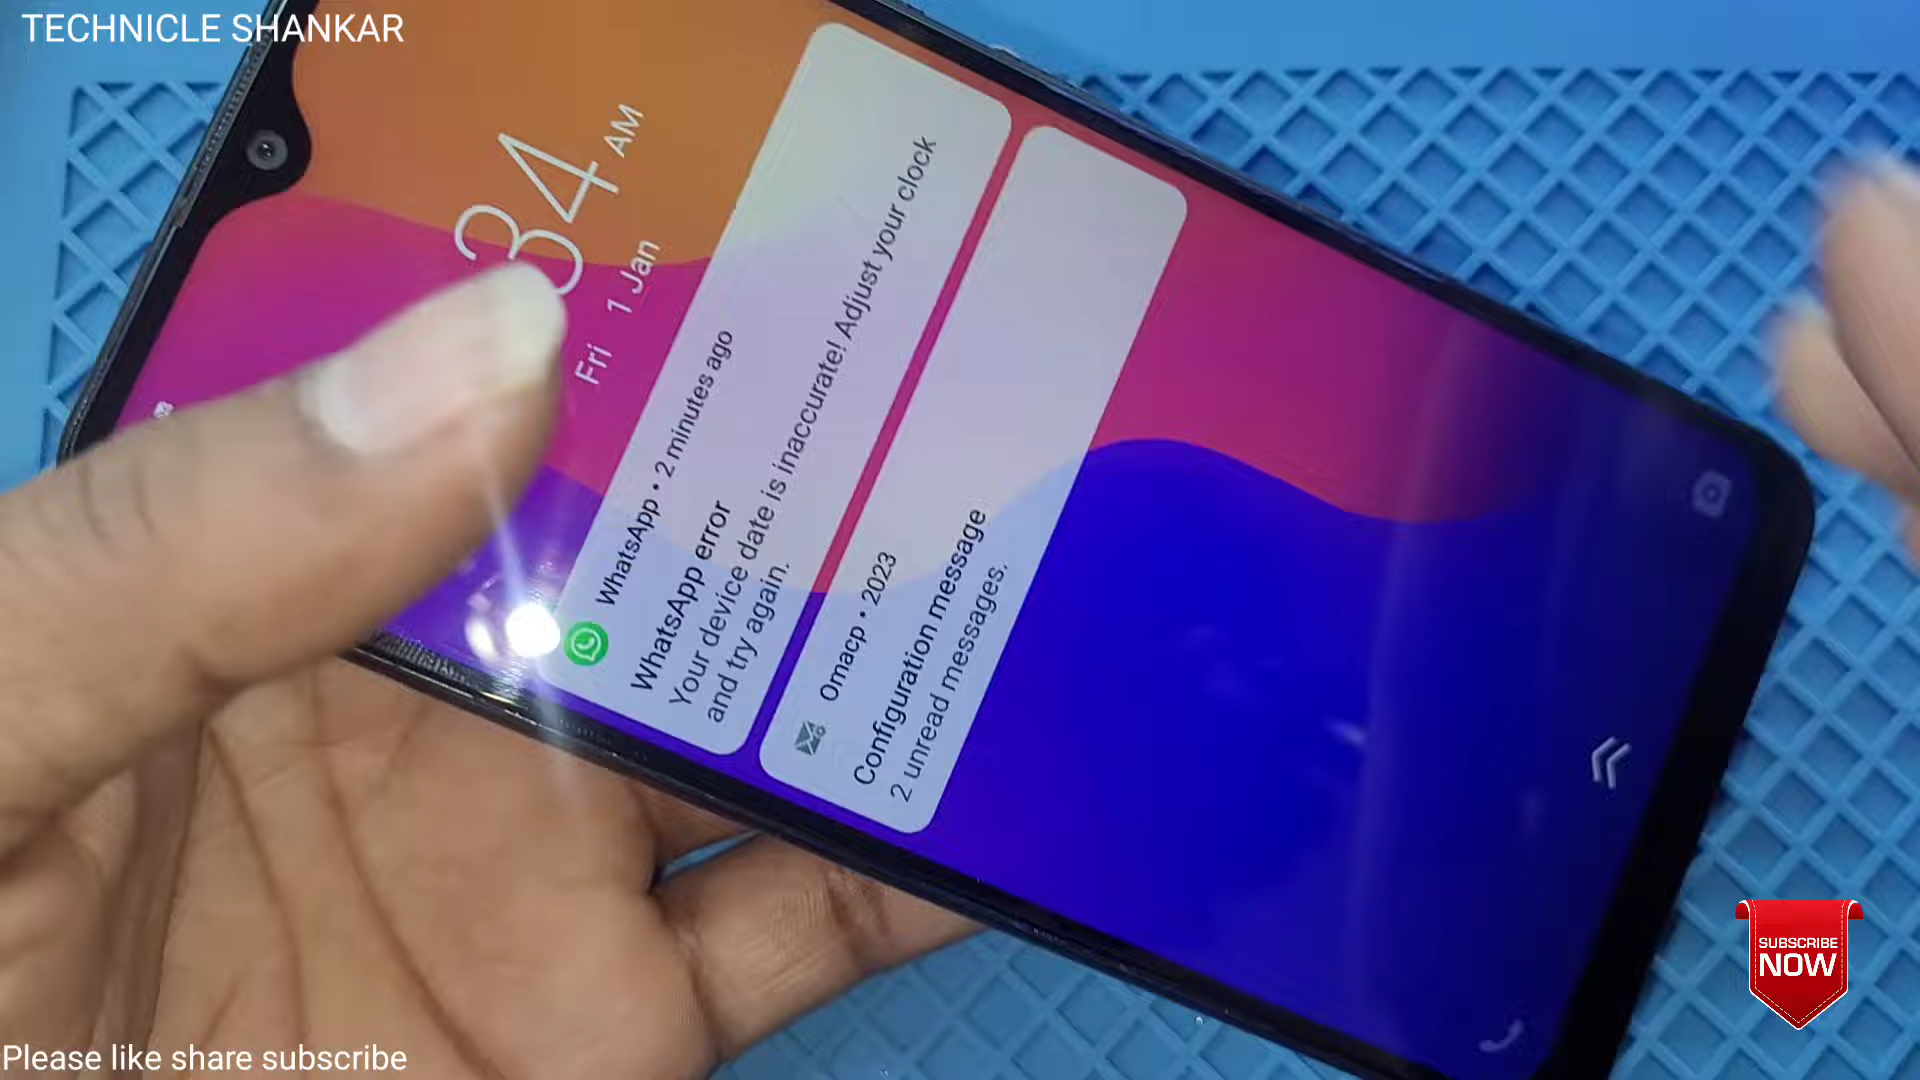 TECHNICLE SHANKAR
34 AM
Fri 1 Jan
WhatsApp • 2 minutes ago
WhatsApp error
Your device date is inaccurate! Adjust your clock
and try again.
Omacp • 2023
Configuration message
2 unread messages.
SUBSCRIBE
NOW
Please like share subscribe